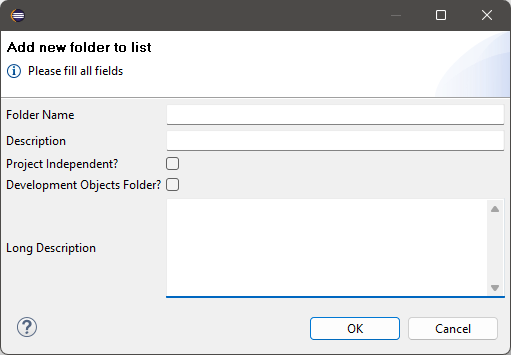 Add new folder to list
Please fill all fields
Folder Name
Description
Project Independent?
Development Objects Folder?
Long Description
OK
Cancel